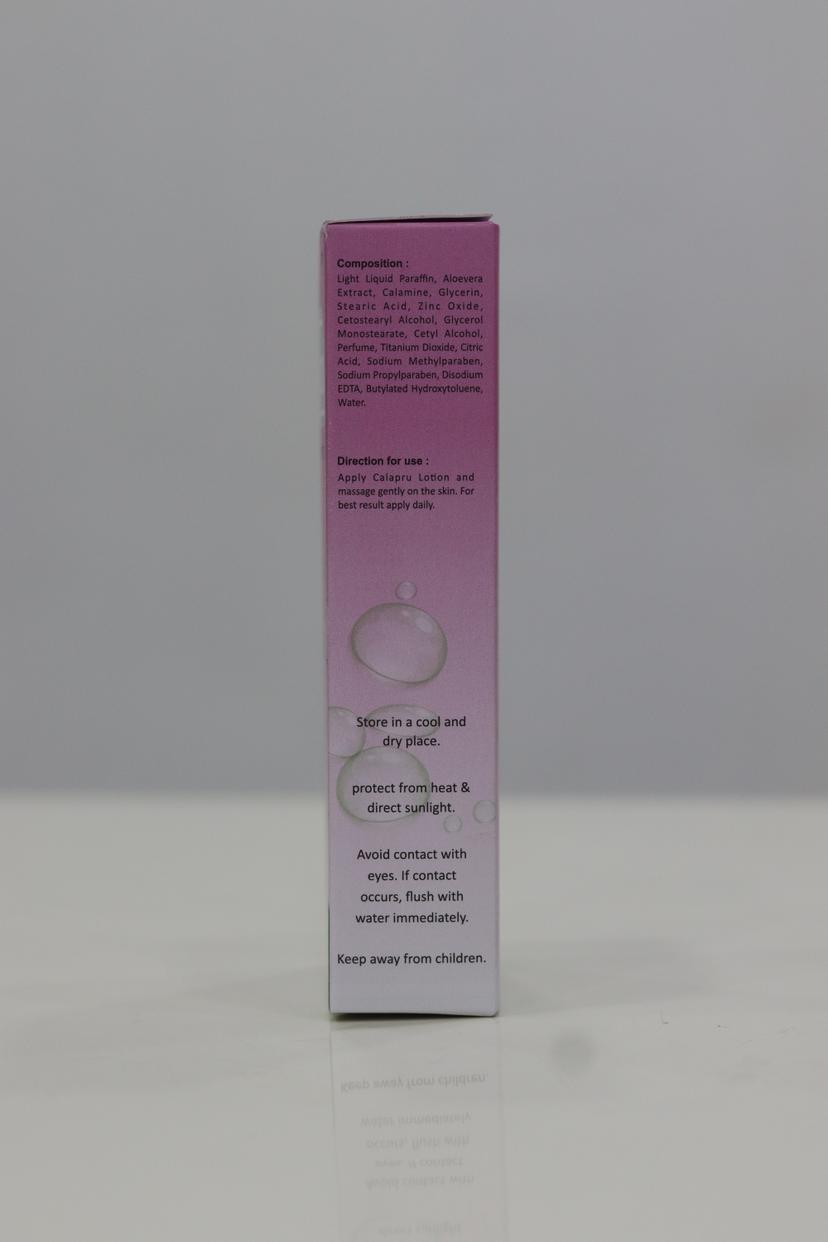 Composition :
Light Liquid Paraffin, Aloevera
Extract, Calamine, Glycerin,
Stearic Acid, Zinc Oxide,
Cetostearyl Alcohol, Glycerol
Monostearate, Cetyl Alcohol,
Perfume, Titanium Dioxide, Citric
Acid, Sodium Methylparaben,
Sodium Propylparaben, Disodium
EDTA, Butylated Hydroxytoluene,
Water.
Direction for use :
Apply Calapru Lotion and
massage gently on the skin. For
best result apply daily.
Store in a cool and
dry place.
protect from heat &
direct sunlight.
Avoid contact with
eyes. If contact
occurs, flush with
water immediately.
Keep away from children.